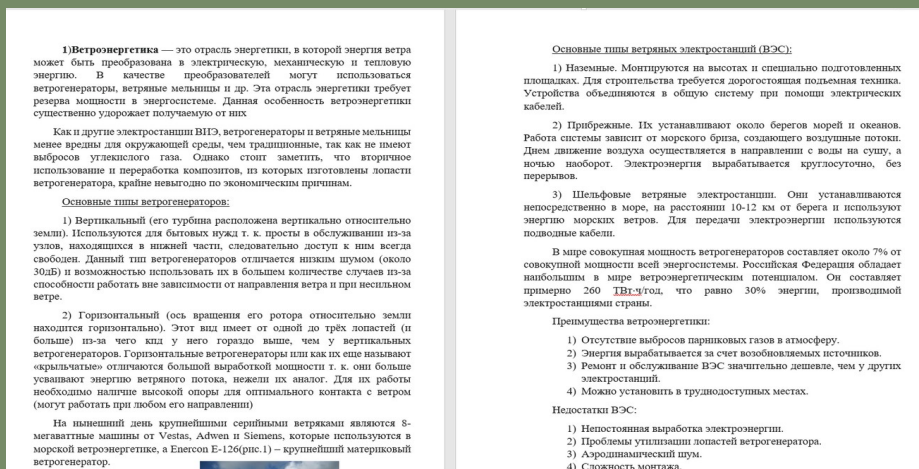 1)Ветроэнергетика — это отрасль энергетики, в которой энергия ветра
может быть преобразована в электрическую, механическую и тепловую
энергию. В качестве преобразователей могут использоваться
ветрогенераторы, ветряные мельницы и др. Эта отрасль энергетики требует
резерва мощности в энергосистеме. Данная особенность ветроэнергетики
существенно удорожает получаемую от них
Как и другие электростанции ВИЭ, ветрогенераторы и ветряные мельницы
менее вредны для окружающей среды, чем традиционные, так как не имеют
выбросов углекислого газа. Однако стоит заметить, что вторичное
использование и переработка композитов, из которых изготовлены лопасти
ветрогенератора, крайне невыгодно по экономическим причинам.
Основные типы ветрогенераторов:
1) Вертикальный (его турбина расположена вертикально относительно
земли). Используются для бытовых нужд т. к. просты в обслуживании из-за
узлов, находящихся в нижней части, следовательно доступ к ним всегда
свободен. Данный тип ветрогенераторов отличается низким шумом (около
30дБ) и возможностью использовать их в большем количестве случаев из-за
способности работать вне зависимости от направления ветра и при несильном
ветре.
2) Горизонтальный (ось вращения его ротора относительно земли
находится горизонтально). Этот вид имеет от одной до трёх лопастей (и
больше) из-за чего кпд у него гораздо выше, чем у вертикальных
ветрогенераторов. Горизонтальные ветрогенераторы или как их еще называют
«крыльчатые» отличаются большой выработкой мощности т. к. они больше
усваивают энергию ветряного потока, нежели их аналог. Для их работы
необходимо наличие высокой опоры для оптимального контакта с ветром
(могут работать при любом его направлении)
На нынешний день крупнейшими серийными ветряками являются 8-
мегаваттные машины от Vestas, Adwen и Siemens, которые используются в
морской ветроэнергетике, а Enercon E-126(рис.1) – крупнейший материковый
ветрогенератор.
Основные типы ветряных электростанций (ВЭС):
1) Наземные. Монтируются на высотах и специально подготовленных
площадках. Для строительства требуется дорогостоящая подъемная техника.
Устройства объединяются в общую систему при помощи электрических
кабелей.
2) Прибрежные. Их устанавливают около берегов морей и океанов.
Работа системы зависит от морского бриза, создающего воздушные потоки.
Днем движение воздуха осуществляется в направлении с воды на сушу, а
ночью наоборот. Электроэнергия вырабатывается круглосуточно, без
перерывов.
3) Шельфовые ветряные электростанции. Они устанавливаются
непосредственно в море, на расстоянии 10-12 км от берега и используют
энергию морских ветров. Для передачи электроэнергии используются
подводные кабели.
В мире совокупная мощность ветрогенераторов составляет около 7% от
совокупной мощности всей энергосистемы. Российская Федерация обладает
наибольшим в мире ветроэнергетическим потенциалом. Он составляет
примерно 260 ТВт·ч/год, что равно 30% энергии, производимой
электростанциями страны.
Преимущества ветроэнергетики:
1) Отсутствие выбросов парниковых газов в атмосферу.
2) Энергия вырабатывается за счет возобновляемых источников.
3) Ремонт и обслуживание ВЭС значительно дешевле, чем у других
электростанций.
4) Можно установить в труднодоступных местах.
Недостатки ВЭС:
1) Непостоянная выработка электроэнергии.
2) Проблемы утилизации лопастей ветрогенератора.
3) Аэродинамический шум.
4) Сложность монтажа.